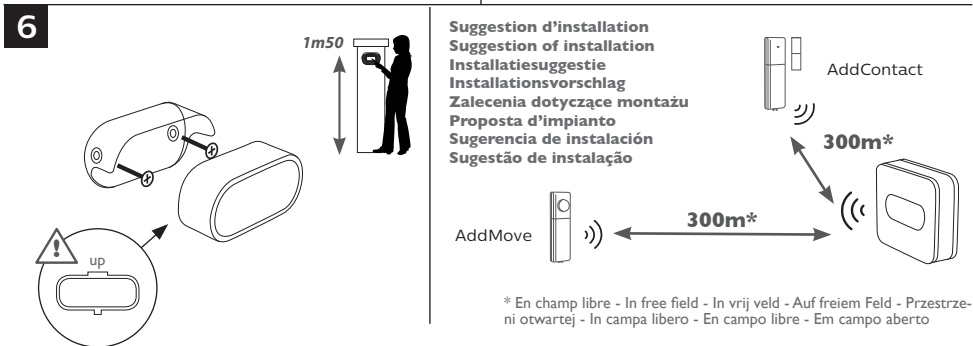 6
1m50
up
Suggestion d'installation
Suggestion of installation
Installatiesuggestie
Installationsvorschlag
Zalecenia dotyczące montażu
Proposta d'impianto
Sugerencia de instalación
Sugestão de instalação
AddContact
300m*
AddMove
300m*
* En champ libre - In free field - In vrij veld - Auf freiem Feld - Przestrze-
ni otwartej - In campa libero - En campo libre - Em campo aberto